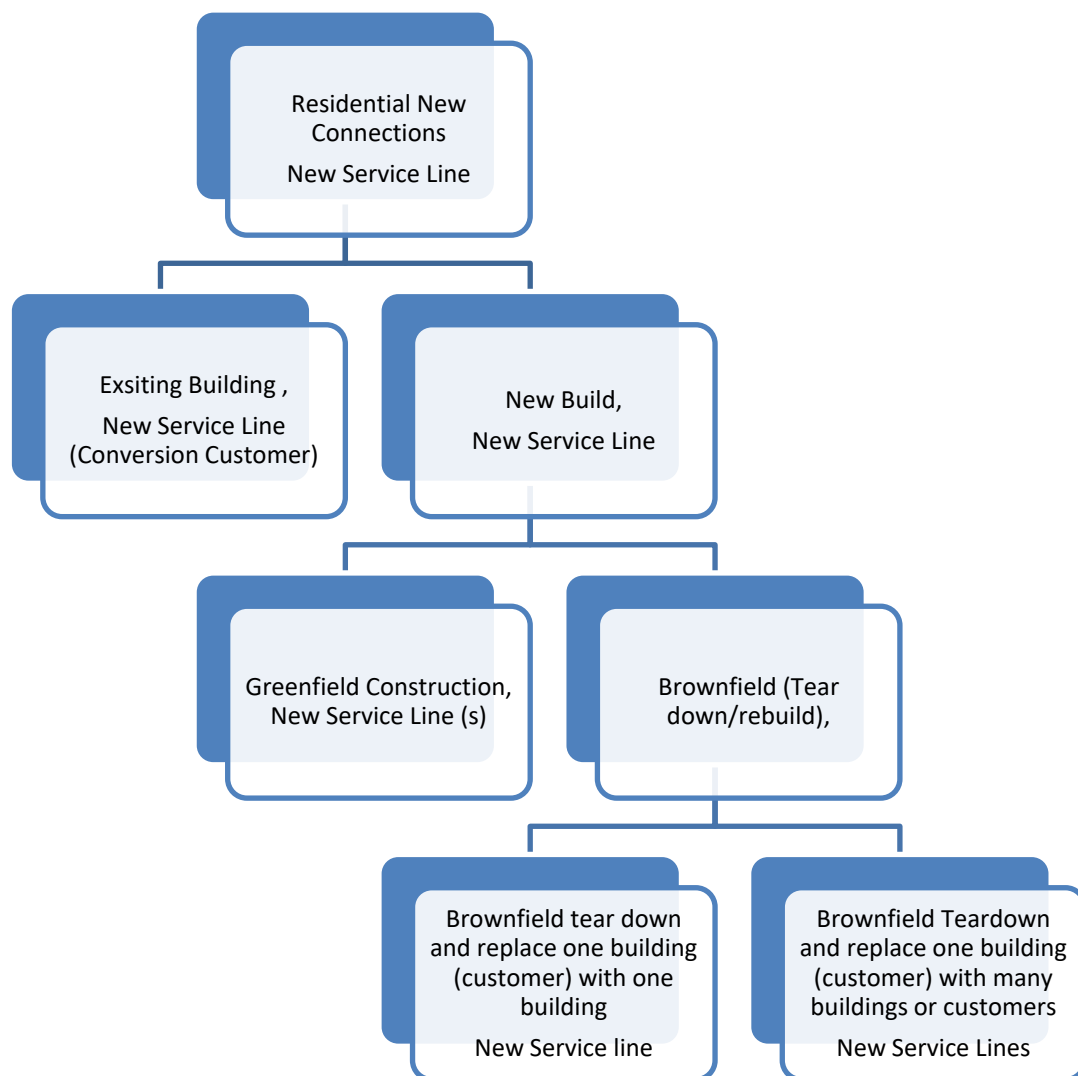 Residential New
Connections
New Service Line
Exsiting Building ,
New Service Line
(Conversion Customer)
New Build,
New Service Line
Greenfield Construction,
New Service Line (s)
Brownfield (Tear
down/rebuild),
Brownfield tear down
and replace one building
(customer) with one
building
New Service line
Brownfield Teardown
and replace one building
(customer) with many
buildings or customers
New Service Lines